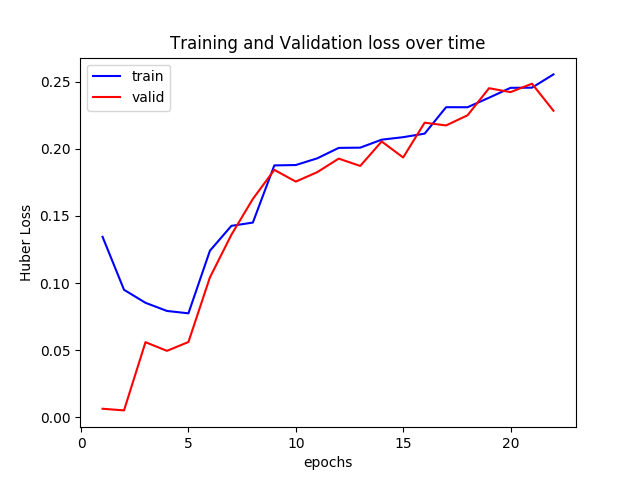 Training and Validation loss over time
train
valid
Huber Loss
0.25
0.20
0.15
0.10
0.05
0.00
0 5 10 15 20
epochs